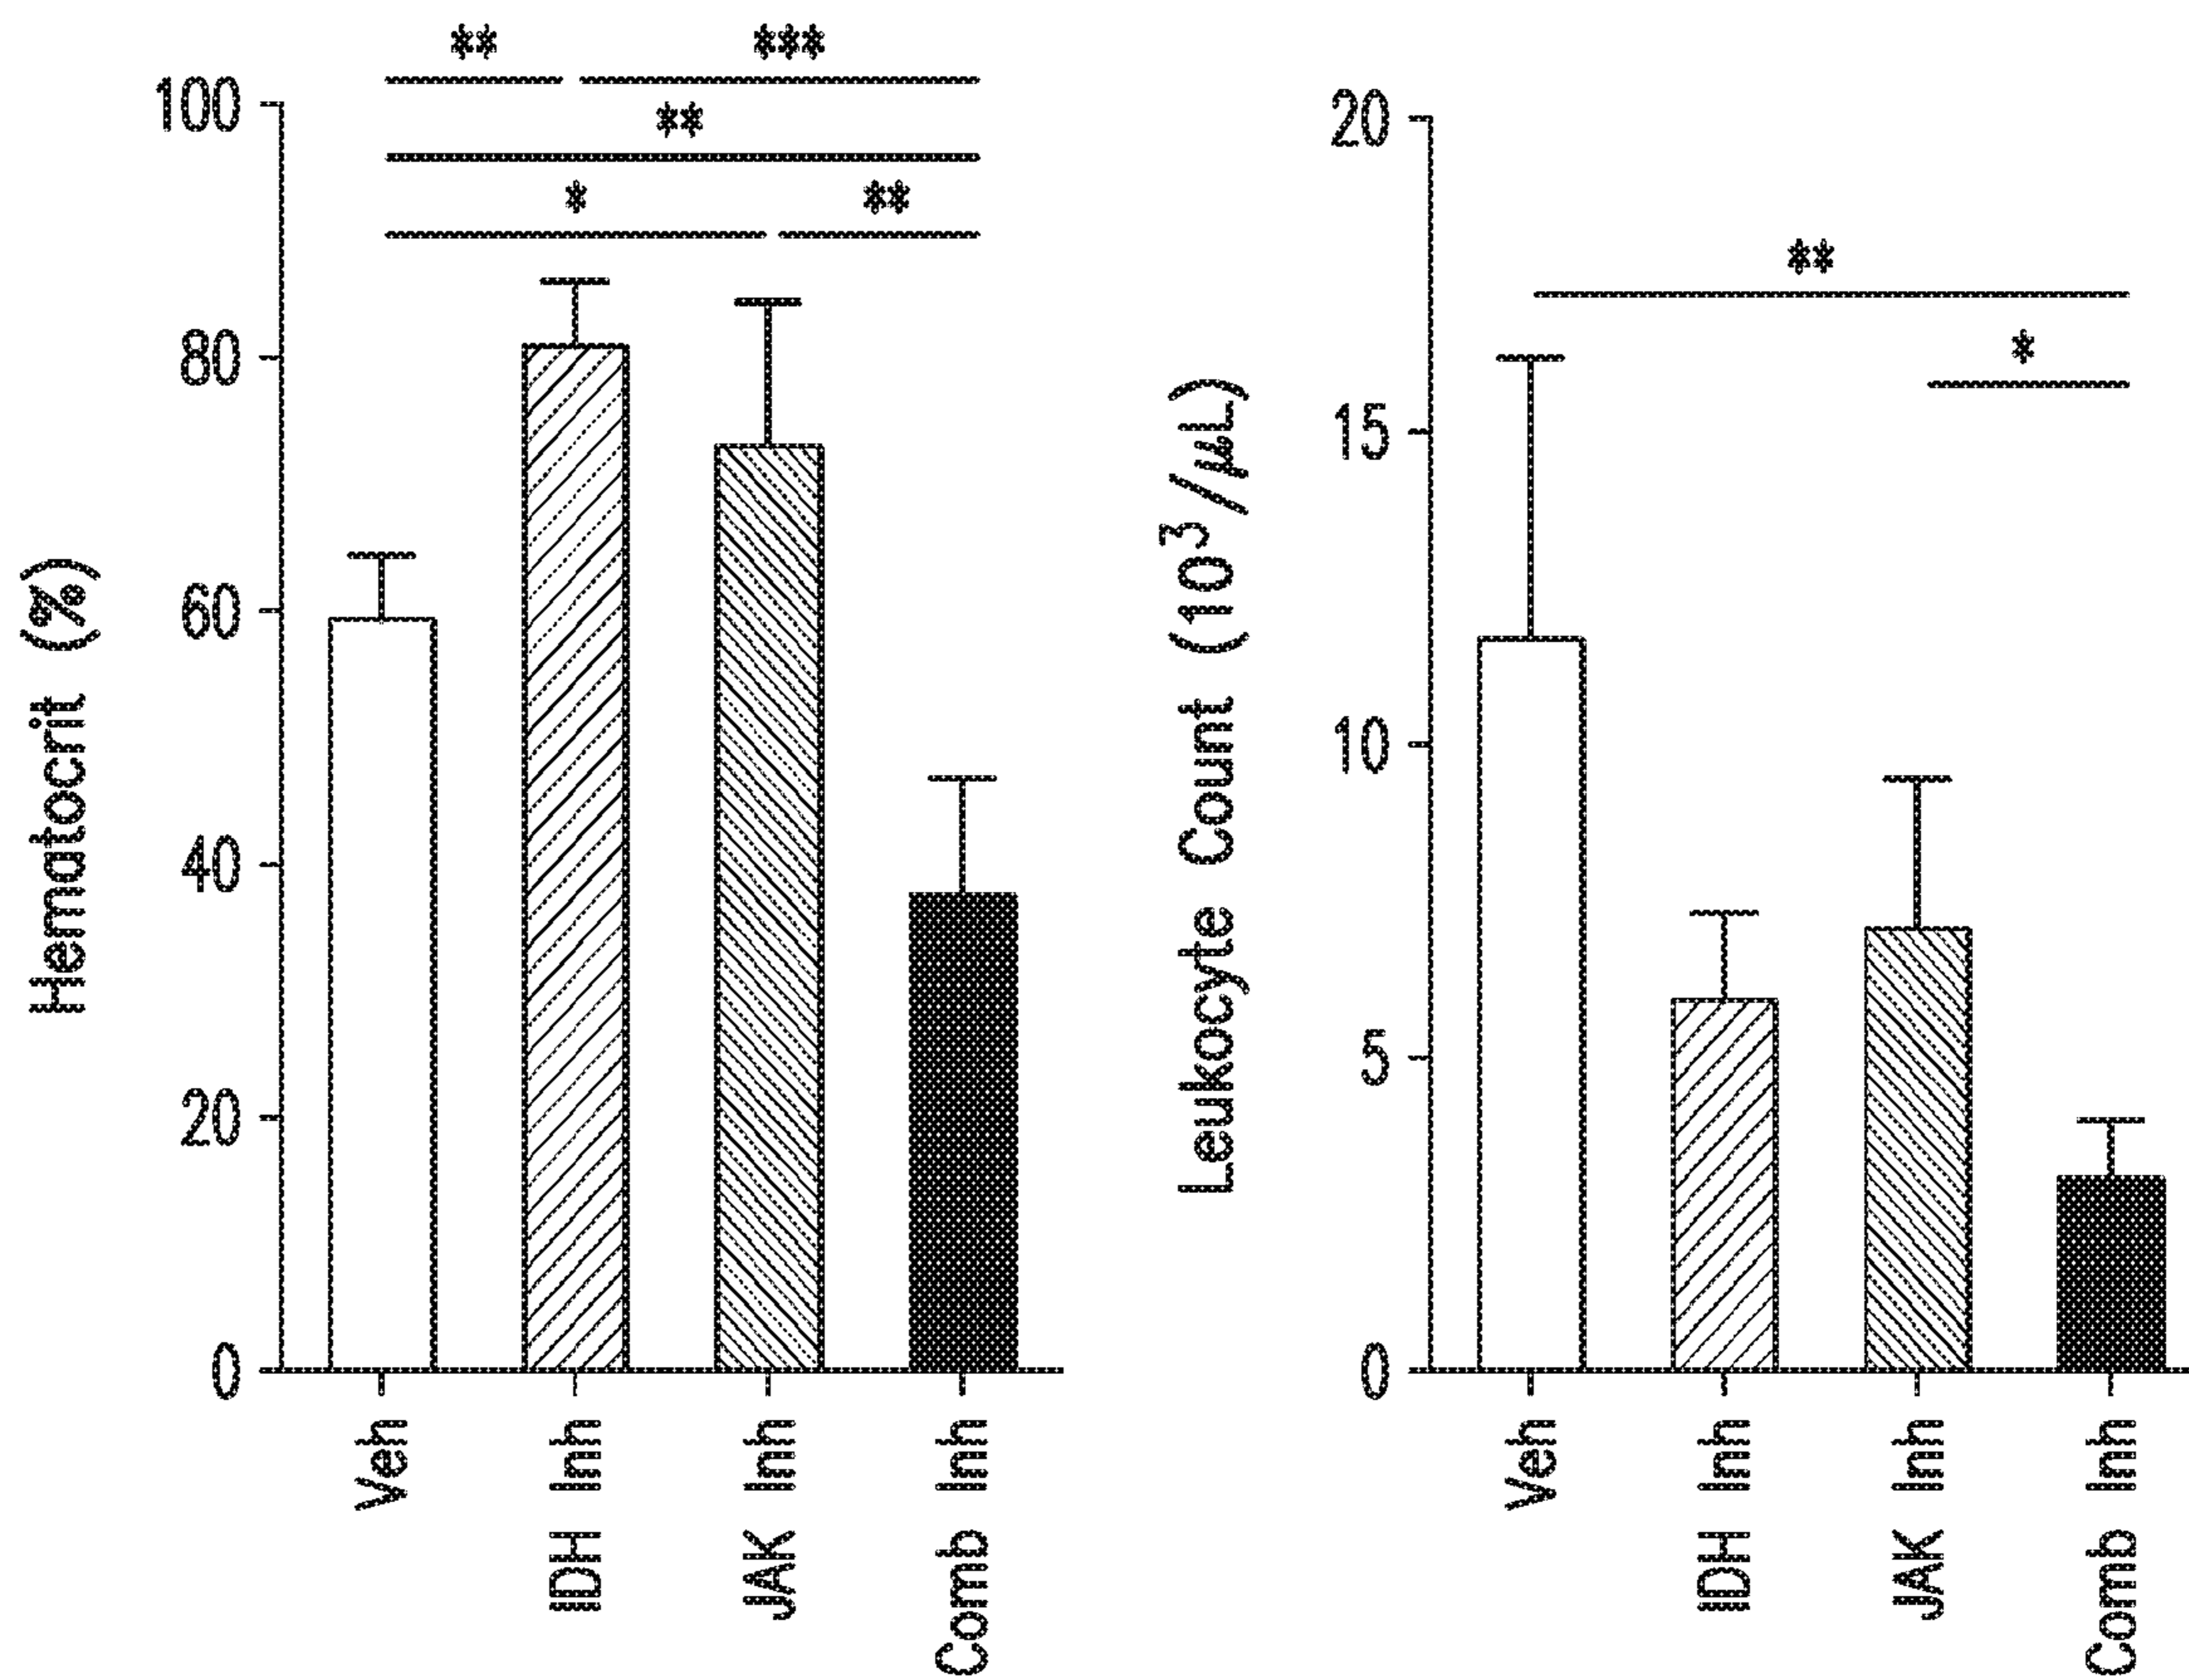 Hematocrit (%)
100
80
60
40
20
0
** ***
**
* **
Veh
IDH Inh
JAK Inh
Comb Inh
Leukocyte Count (10³/μL)
20
15
10
5
0
**
*
Veh
IDH Inh
JAK Inh
Comb Inh